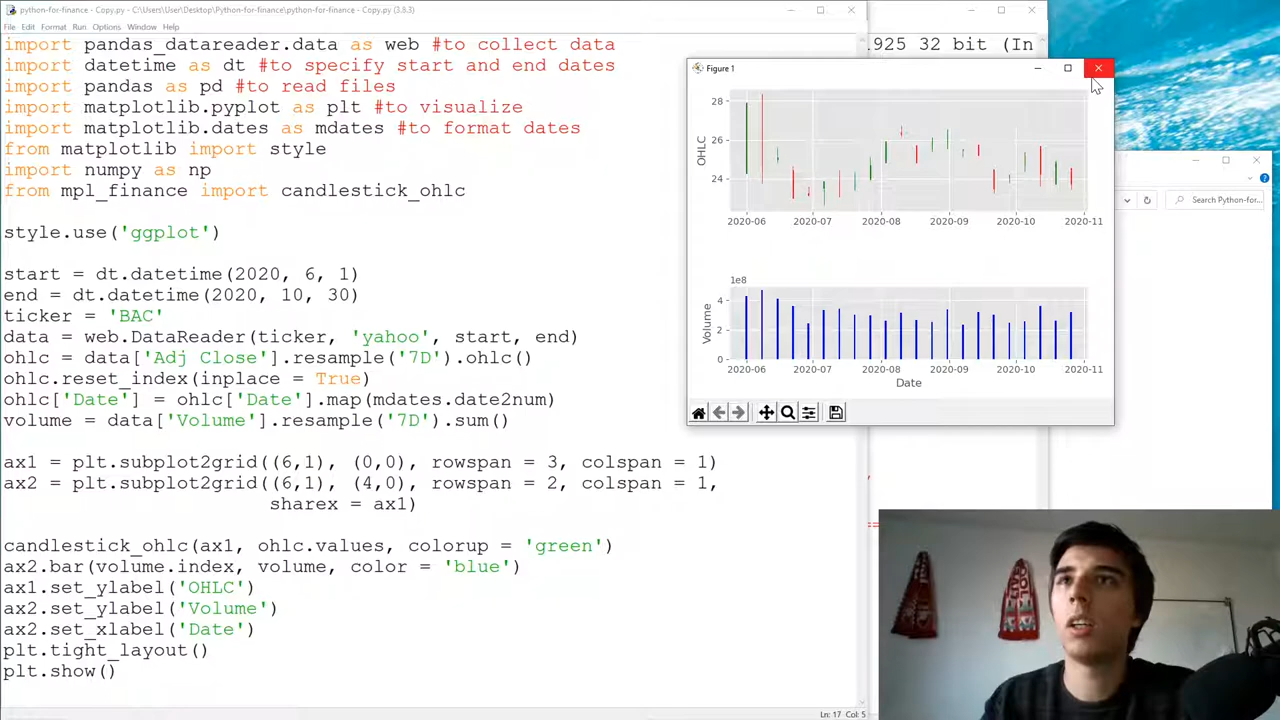 python-for-finance - Copy.py - C:\Users\User\Desktop\Python-for-finance\python-for-finance - Copy.py (3.8.3)
File Edit Format Run Options Window Help
import pandas_datareader.data as web #to collect data
import datetime as dt #to specify start and end dates
import pandas as pd #to read files
import matplotlib.pyplot as plt #to visualize
import matplotlib.dates as mdates #to format dates
from matplotlib import style
import numpy as np
from mpl_finance import candlestick_ohlc
style.use('ggplot')
start = dt.datetime(2020, 6, 1)
end = dt.datetime(2020, 10, 30)
ticker = 'BAC'
data = web.DataReader(ticker, 'yahoo', start, end)
ohlc = data['Adj Close'].resample('7D').ohlc()
ohlc.reset_index(inplace = True)
ohlc['Date'] = ohlc['Date'].map(mdates.date2num)
volume = data['Volume'].resample('7D').sum()
ax1 = plt.subplot2grid((6,1), (0,0), rowspan = 3, colspan = 1)
ax2 = plt.subplot2grid((6,1), (4,0), rowspan = 2, colspan = 1,
sharex = ax1)
candlestick_ohlc(ax1, ohlc.values, colorup = 'green')
ax2.bar(volume.index, volume, color = 'blue')
ax1.set_ylabel('OHLC')
ax2.set_ylabel('Volume')
ax2.set_xlabel('Date')
plt.tight_layout()
plt.show()
Ln: 17 Col: 5
1925 32 bit (In
Figure 1
28
26
24
OHLC
2020-06 2020-07 2020-08 2020-09 2020-10 2020-11
1e8
4
2
0
Volume
2020-06 2020-07 2020-08 2020-09 2020-10 2020-11
Date
Search Python-for...